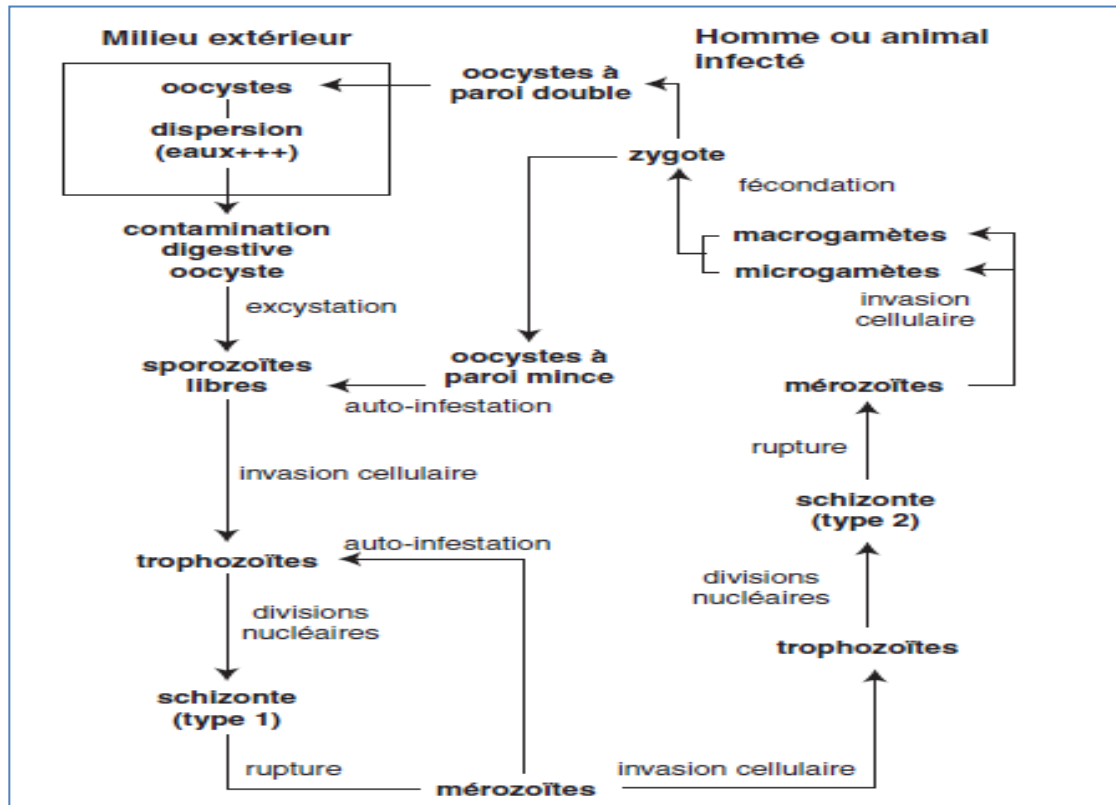 Milieu extérieur
Homme ou animal
infecté
oocystes
oocystes à
paroi double
dispersion
(eaux+++)
zygote
fécondation
contamination
digestive
oocyste
macrogamètes
microgamètes
excystation
invasion
cellulaire
sporozoïtes
libres
oocystes à
paroi mince
mérozoïtes
auto-infestation
rupture
invasion cellulaire
schizonte
(type 2)
auto-infestation
trophozoïtes
divisions
nucléaires
divisions
nucléaires
trophozoïtes
schizonte
(type 1)
rupture
mérozoïtes
invasion cellulaire